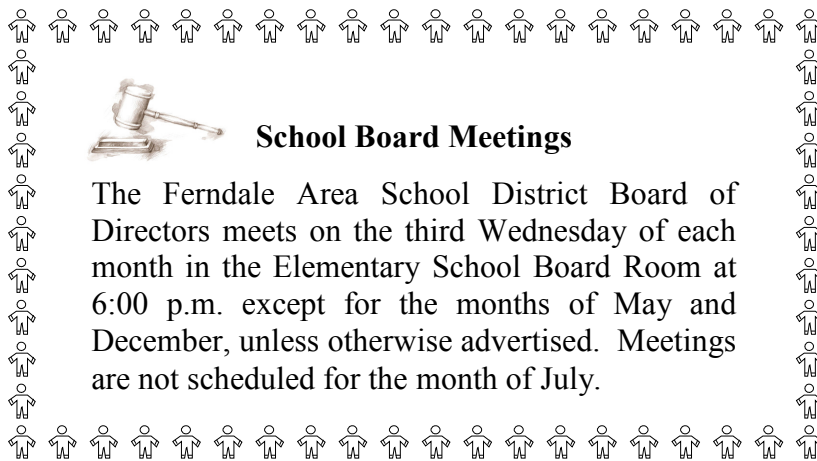 School Board Meetings
The Ferndale Area School District Board of
Directors meets on the third Wednesday of each
month in the Elementary School Board Room at
6:00 p.m. except for the months of May and
December, unless otherwise advertised.  Meetings
are not scheduled for the month of July.